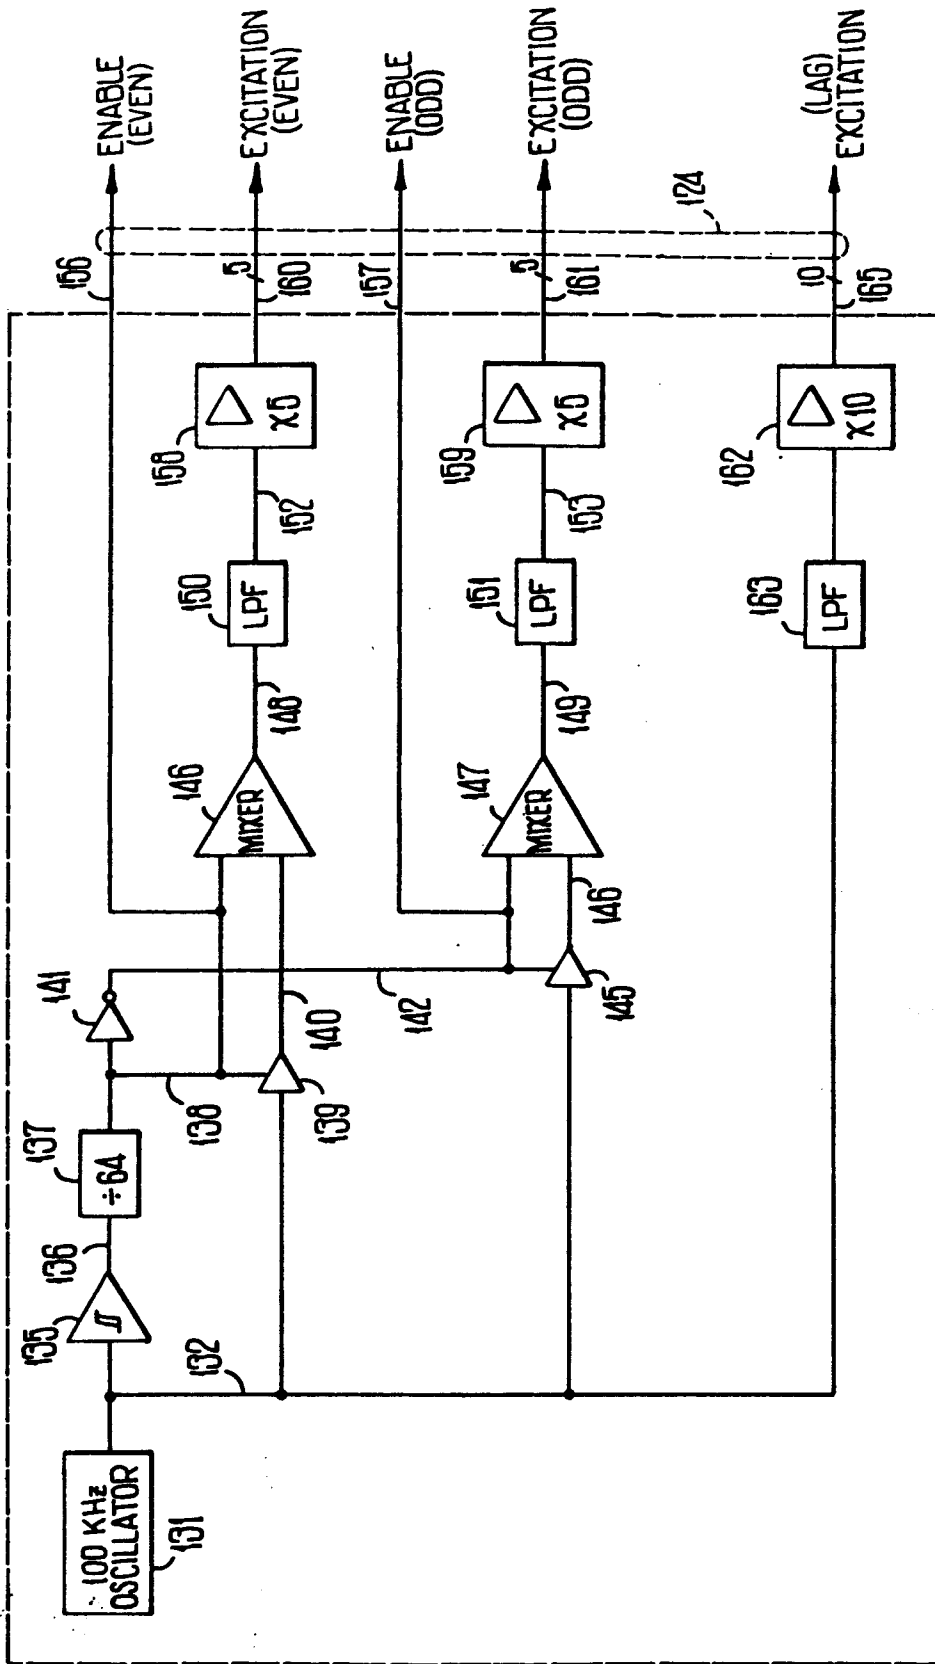 100 KHz
OSCILLATOR
131
132
135
136
137
÷64
138
139
140
141
142
145
146
146
MIXER
147
MIXER
148
149
150
LPF
151
LPF
163
LPF
152
153
158
X5
159
X5
162
X10
156
5
160
157
5
161
10
165
124
ENABLE
(EVEN)
EXCITATION
(EVEN)
ENABLE
(ODD)
EXCITATION
(ODD)
(LAG)
EXCITATION